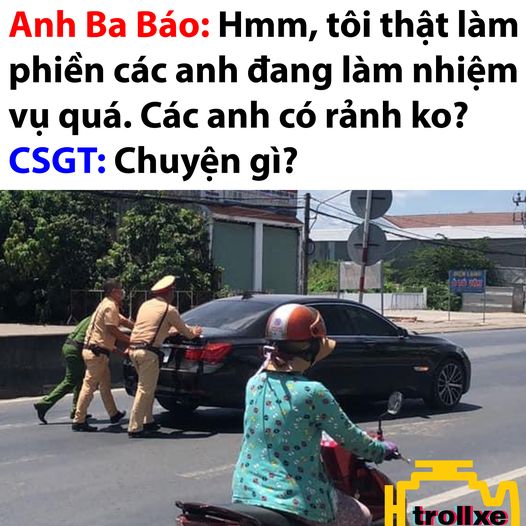 Anh Ba Báo: Hmm, tôi thật làm
phiền các anh đang làm nhiệm
vụ quá. Các anh có rảnh ko?
CSGT: Chuyện gì?
trollxe